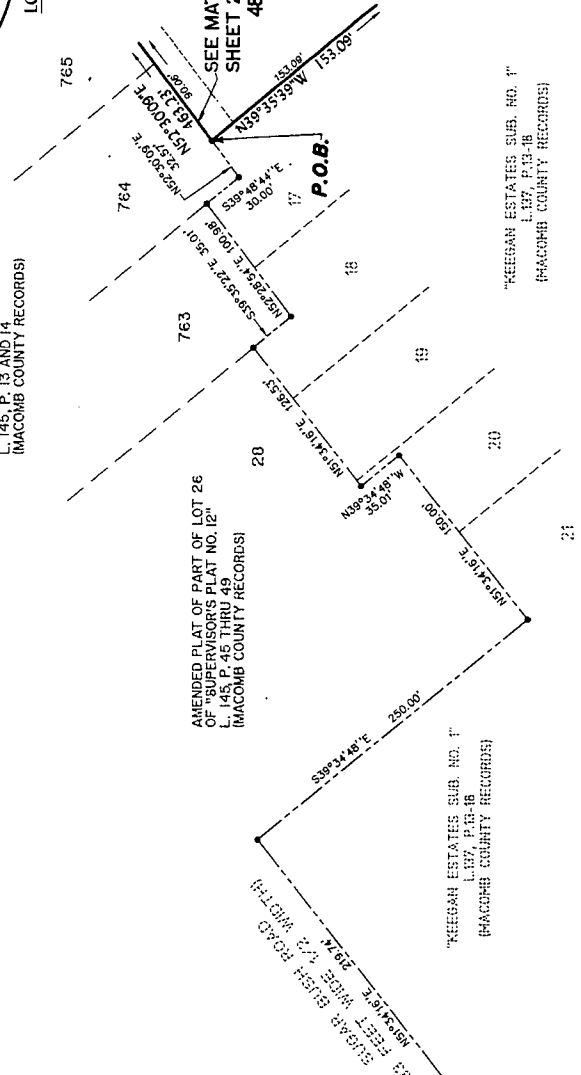 LO
L. 145, P. 13 AND 14
(MACOMB COUNTY RECORDS)
765
764
763
28
SEE MAT
SHEET 2
48
90.06'
N52°30'09"E
463.23'
N52°30'09"E
32.57'
153.09'
N39°35'39"W 153.09'
P.O.B.
S39°48'44"E
30.00'
17
N52°28'54"E 100.98'
S39°35'22"E 35.01'
18
N51°34'16"E 126.53'
19
N39°34'48"W
35.01'
20
N51°34'16"E 150.00'
21
AMENDED PLAT OF PART OF LOT 26
OF "SUPERVISOR'S PLAT NO. 12"
L. 145, P. 45 THRU 49
(MACOMB COUNTY RECORDS)
S39°34'48"E 250.00'
"KEEGAN ESTATES SUB. NO. 1"
L.137, P.13-18
(MACOMB COUNTY RECORDS)
"KEEGAN ESTATES SUB. NO. 1"
L.137, P.13-18
(MACOMB COUNTY RECORDS)
SUGAR BUSH ROAD
33 FEET WIDE 1/2 WIDTH)
N51°34'16"E 219.74'